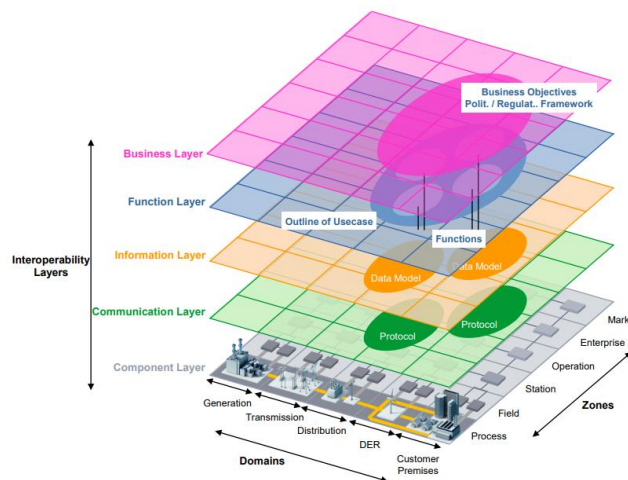 Business Objectives
Polit. / Regulat.. Framework
Business Layer
Function Layer
Outline of Usecase
Functions
Interoperability
Layers
Information Layer
Data Model
Data Model
Communication Layer
Protocol
Protocol
Component Layer
Mark
Enterprise
Operation
Station
Field
Process
Zones
Generation
Transmission
Distribution
DER
Customer
Premises
Domains